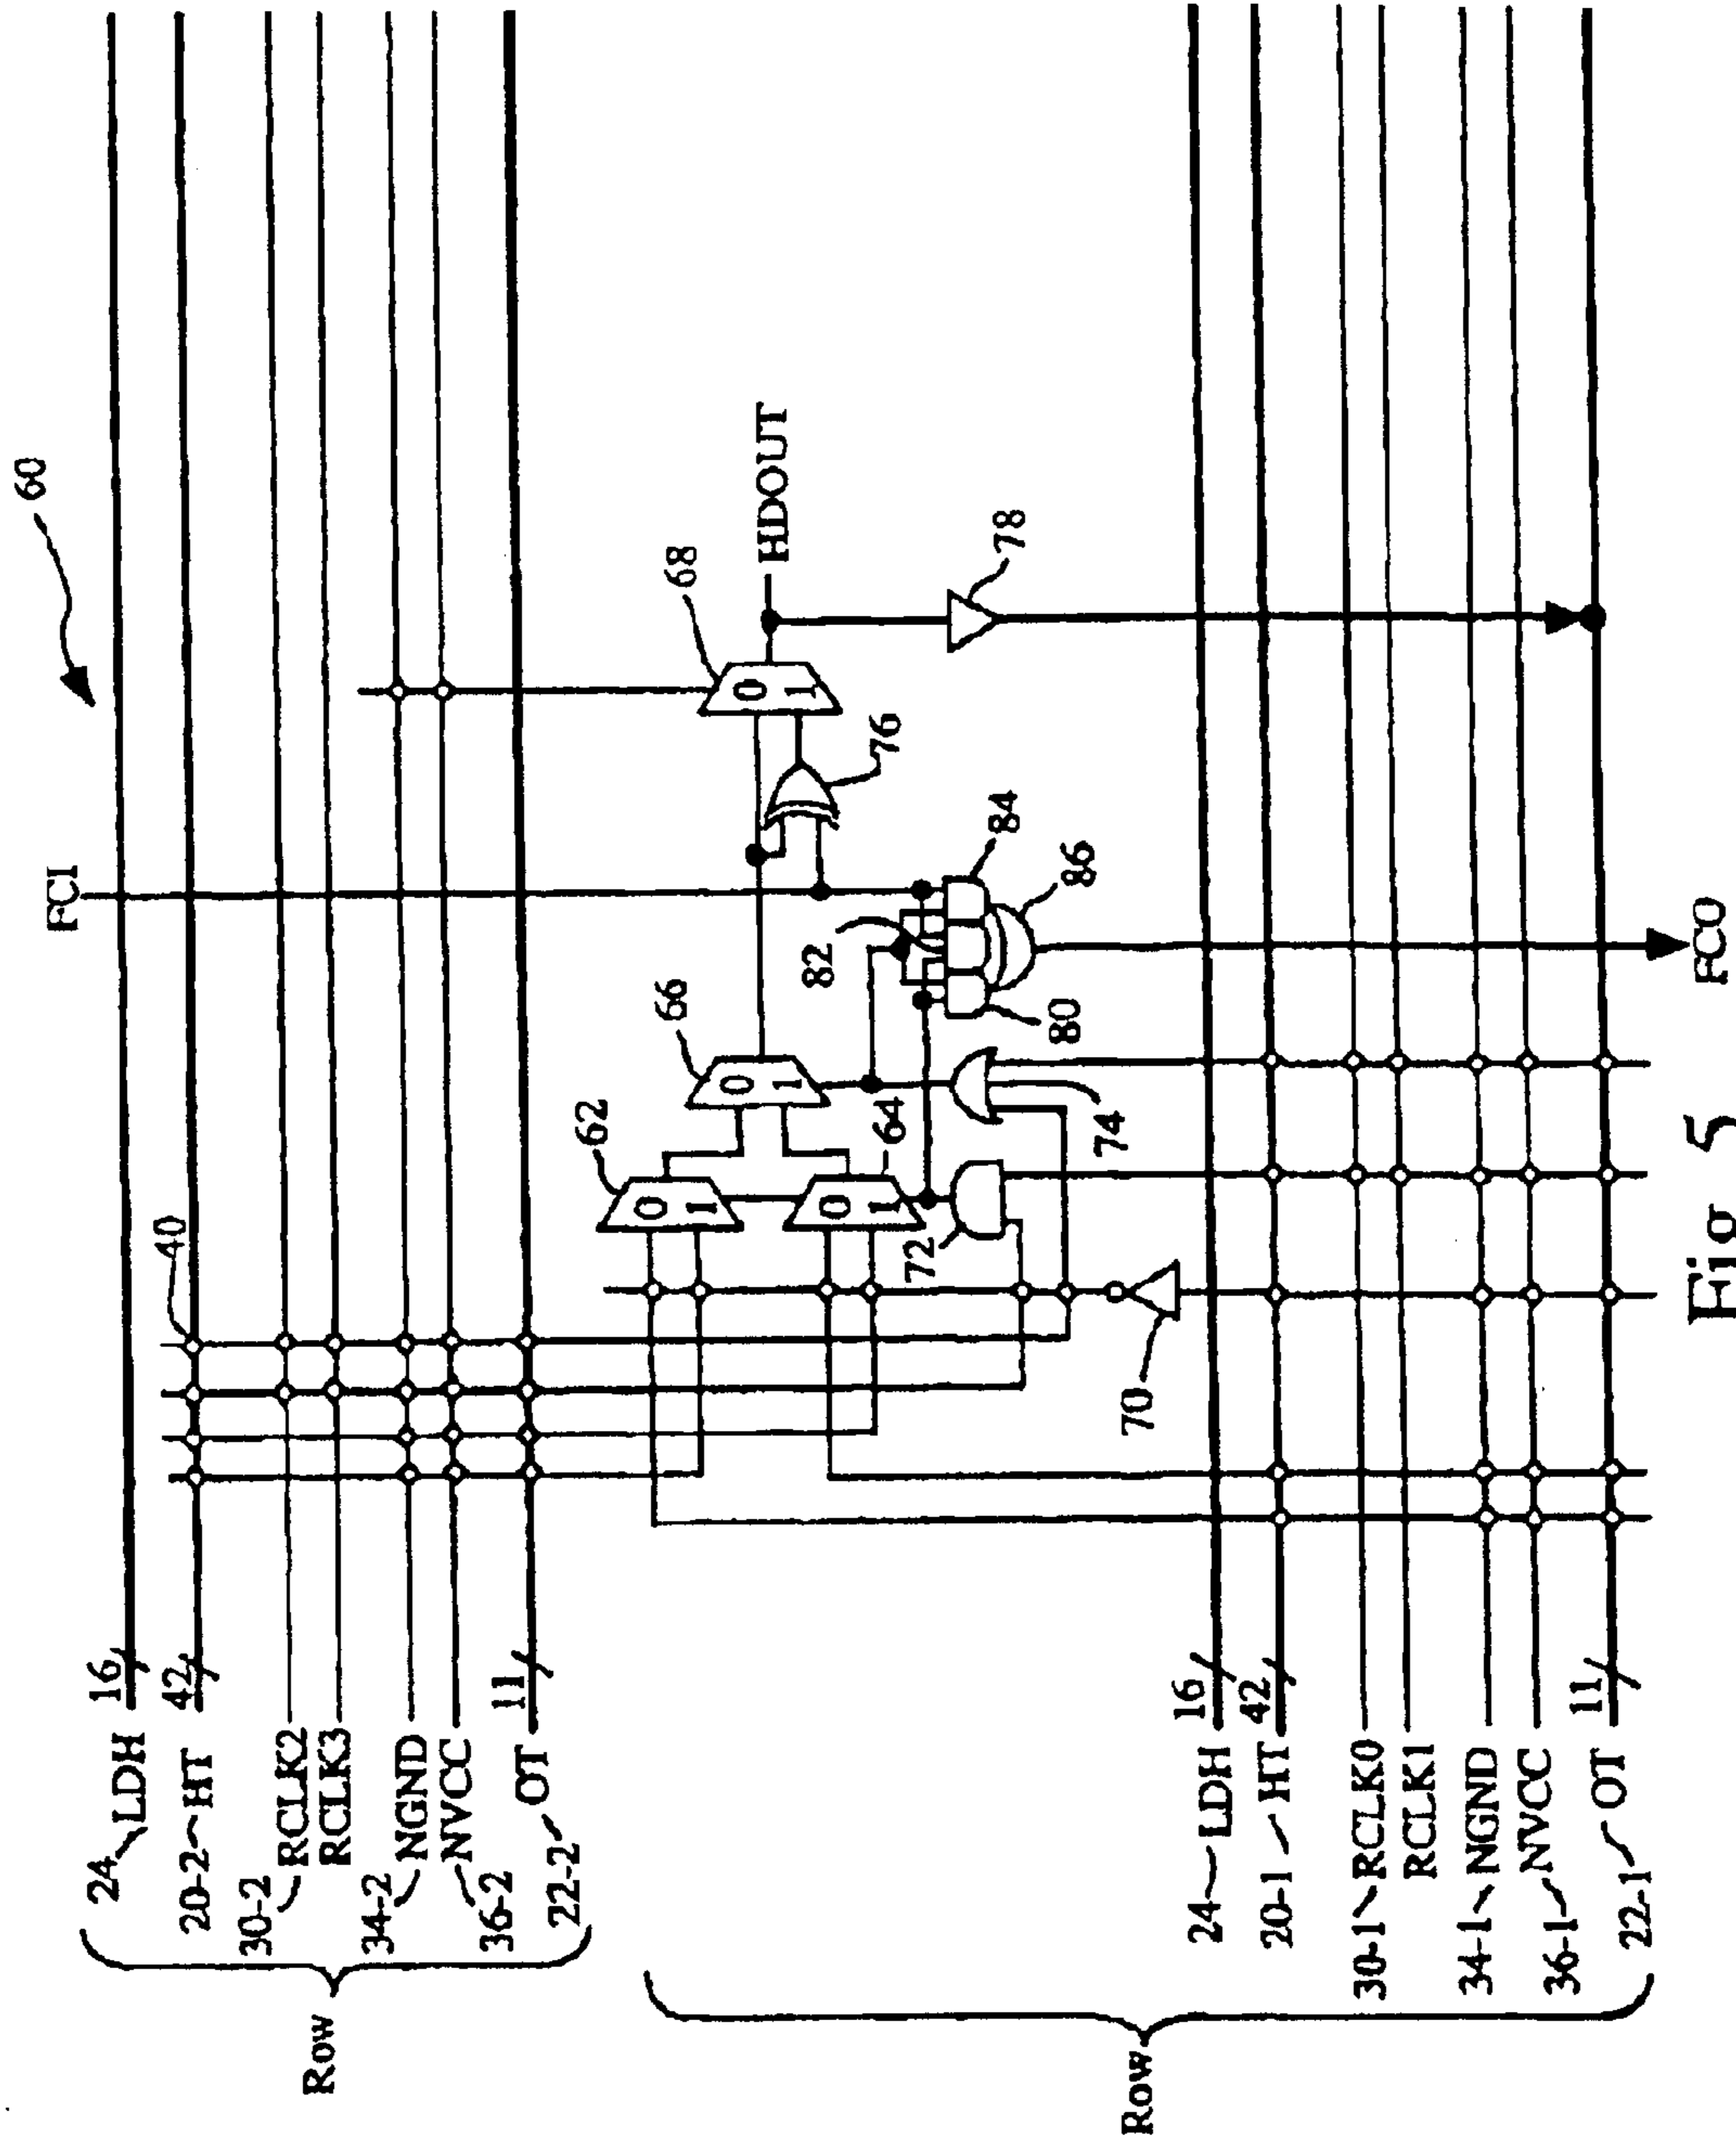 60
FCI
16
24 LDH
42
20-2 HT
30-2 RCLK2
RCLK3
34-2 NGND
36-2 NVCC
11
22-2 OT
Row
40
62
0
1
64
0
1
66
0
1
68
0
1
HDOUT
76
82
84
86
80
78
72
74
70
16
24 LDH
42
20-1 HT
30-1 RCLK0
RCLK1
34-1 NGND
36-1 NVCC
11
22-1 OT
Row
FCO
Fig 5